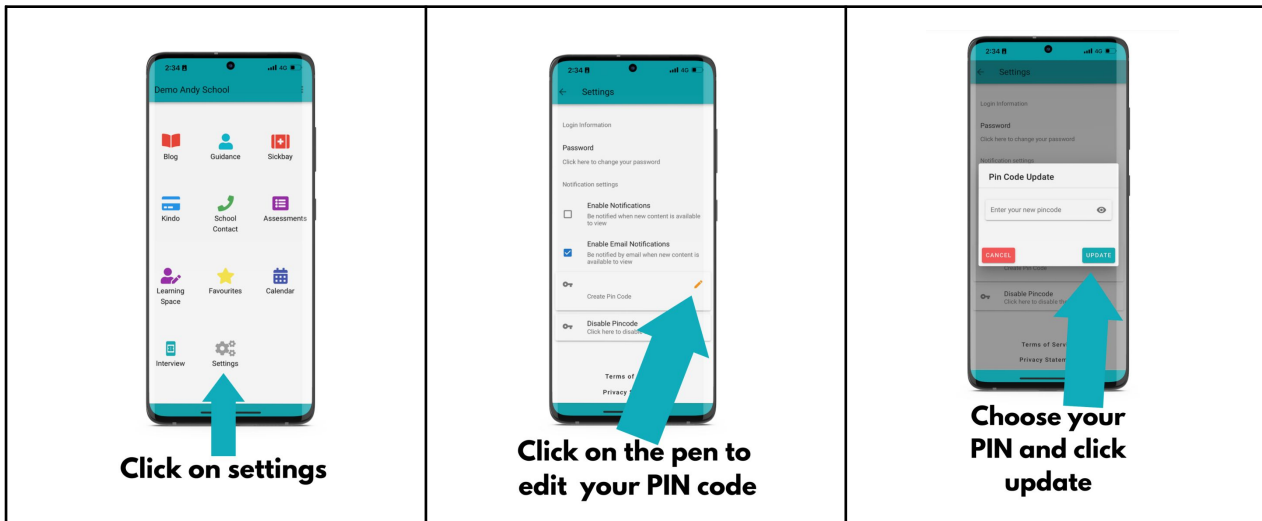 2:34
4G
Demo Andy School
Blog
Guidance
Sickbay
Kindo
School
Contact
Assessments
Learning
Space
Favourites
Calendar
Interview
Settings
Click on settings
2:34
4G
Settings
Login Information
Password
Click here to change your password
Notification settings
Enable Notifications
Be notified when new content is available
to view
Enable Email Notifications
Be notified by email when new content is
available to view
Create Pin Code
Disable Pincode
Click here to disable
Terms of
Privacy
Click on the pen to
edit your PIN code
2:34
4G
Settings
Login Information
Password
Click here to change your password
Notification settings
Pin Code Update
Enter your new pincode
CANCEL
UPDATE
Create Pin Code
Disable Pincode
Click here to disable
Terms of
Privacy
Choose your
PIN and click
update